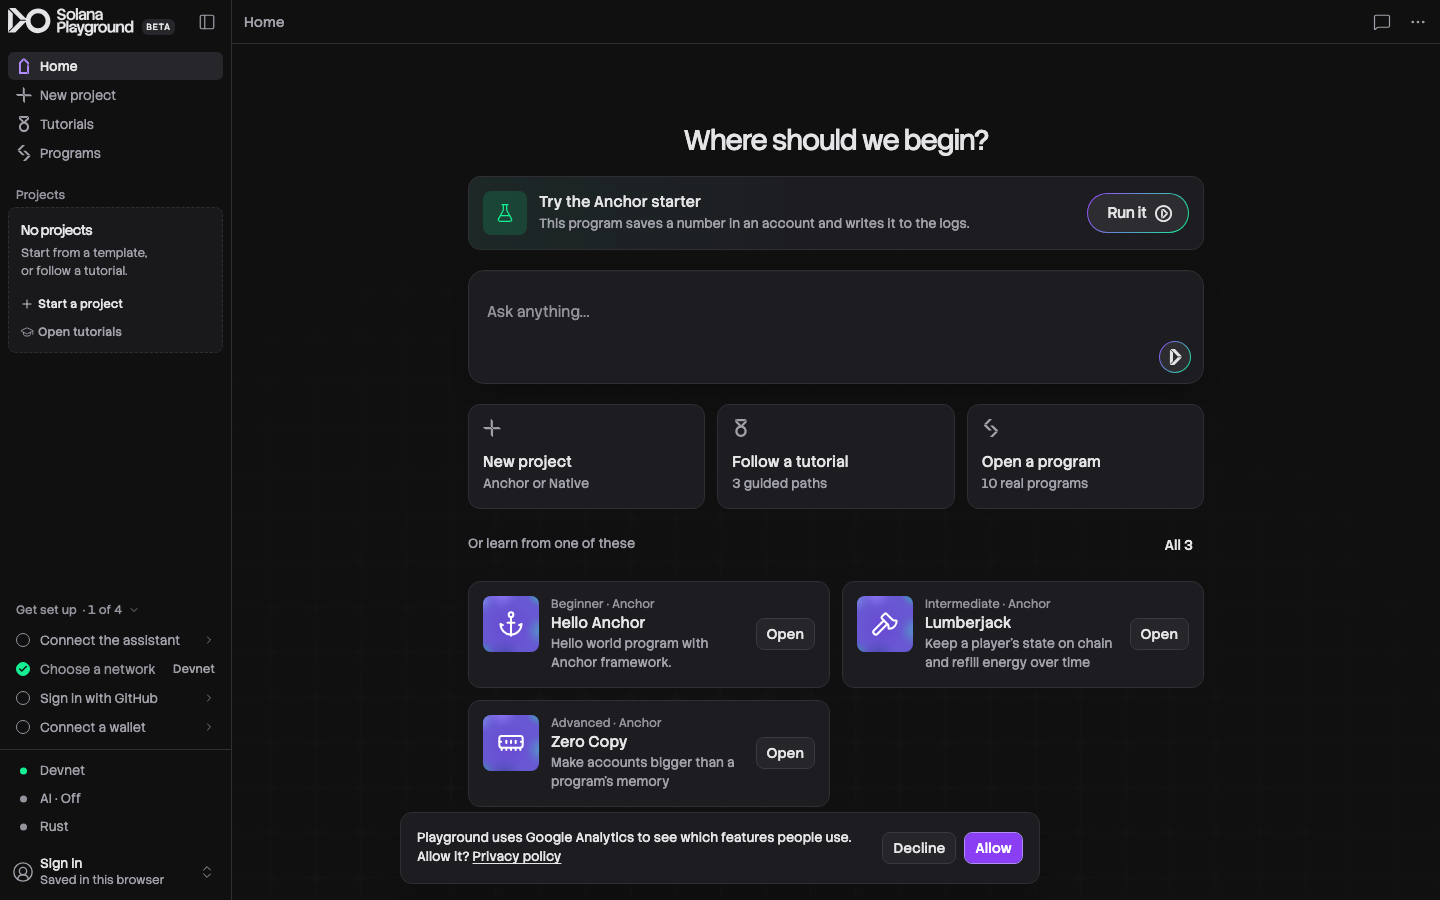 Solana
Playground BETA
Home
New project
Tutorials
Programs
Projects
No projects
Start from a template,
or follow a tutorial.
Start a project
Open tutorials
Get set up · 1 of 4
Connect the assistant
Choose a network Devnet
Sign in with GitHub
Connect a wallet
Devnet
AI · Off
Rust
Sign in
Saved in this browser
Home
Where should we begin?
Try the Anchor starter
This program saves a number in an account and writes it to the logs.
Run it
Ask anything...
New project
Anchor or Native
Follow a tutorial
3 guided paths
Open a program
10 real programs
Or learn from one of these
All 3
Beginner · Anchor
Hello Anchor
Hello world program with
Anchor framework.
Open
Intermediate · Anchor
Lumberjack
Keep a player's state on chain
and refill energy over time
Open
Advanced · Anchor
Zero Copy
Make accounts bigger than a
program's memory
Open
Playground uses Google Analytics to see which features people use.
Allow it? Privacy policy
Decline
Allow